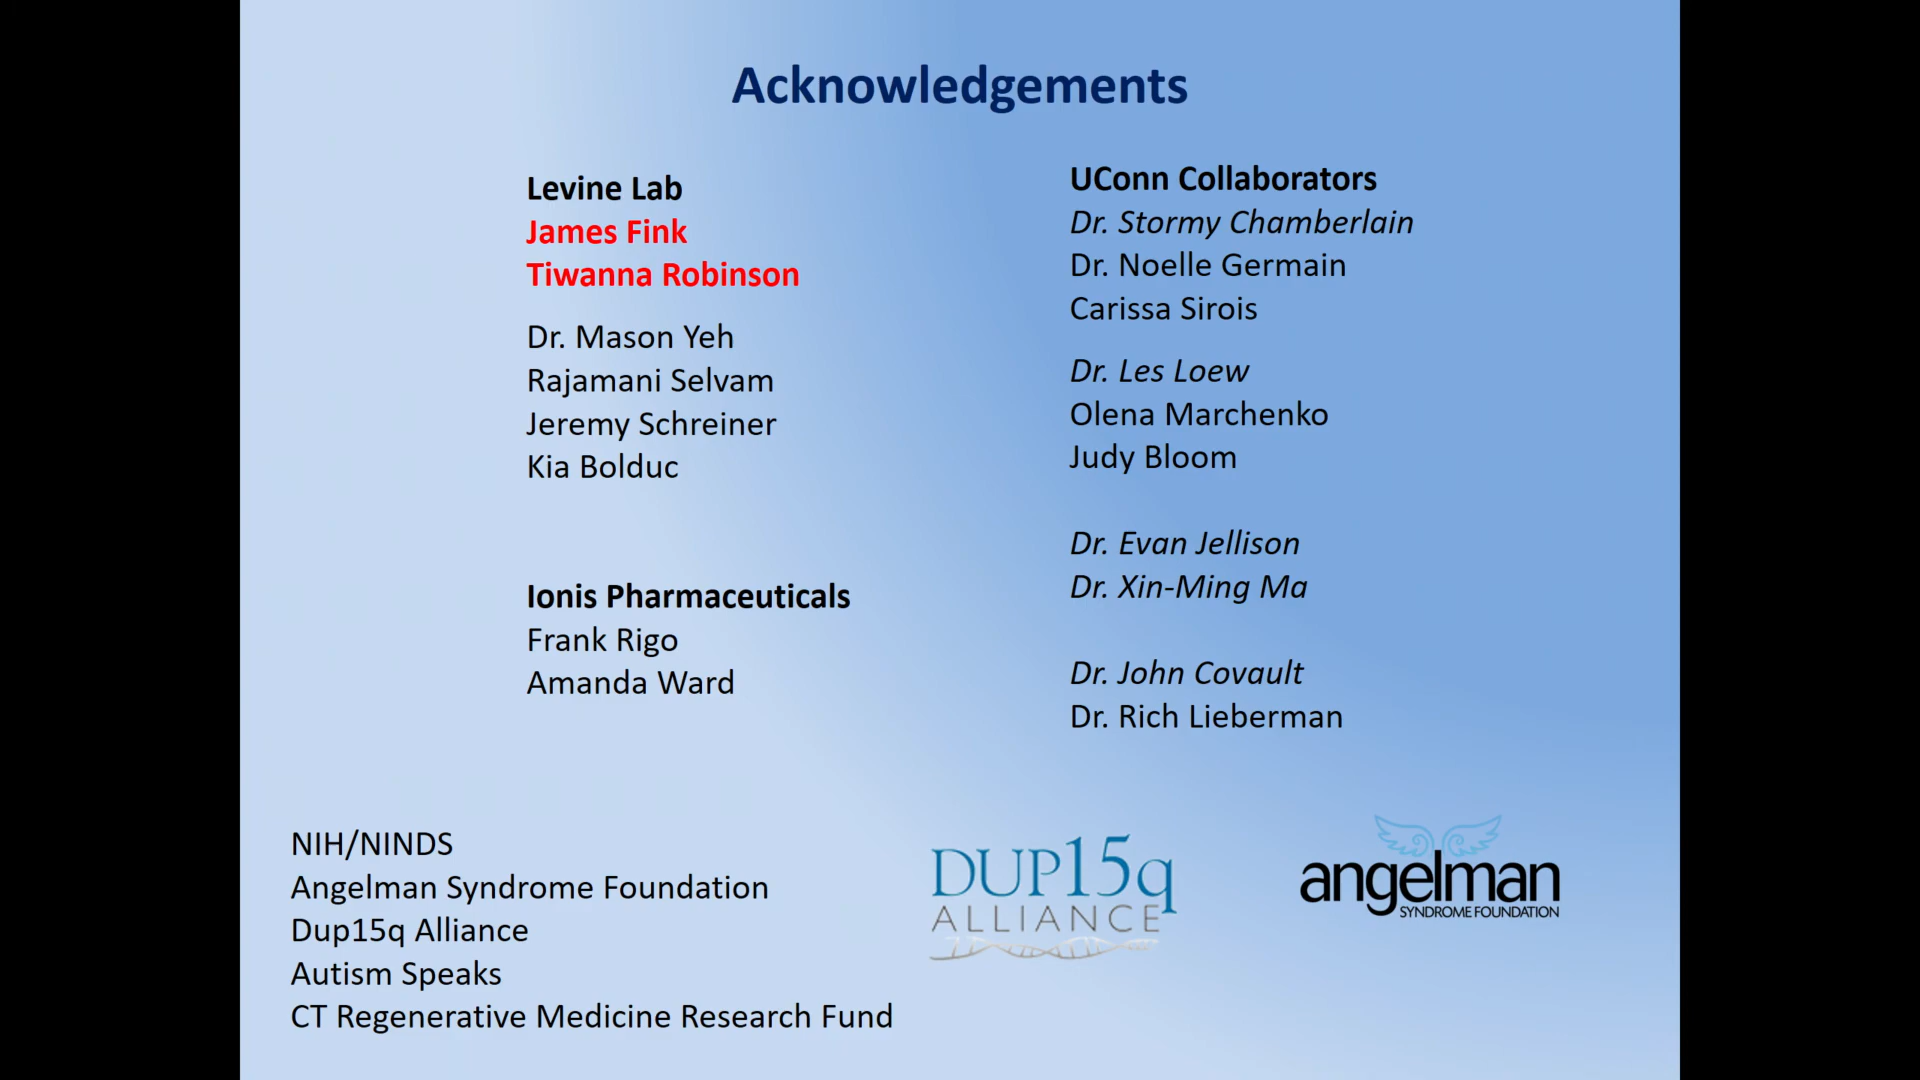 Acknowledgements
Levine Lab
James Fink
Tiwanna Robinson
Dr. Mason Yeh
Rajamani Selvam
Jeremy Schreiner
Kia Bolduc
Ionis Pharmaceuticals
Frank Rigo
Amanda Ward
UConn Collaborators
Dr. Stormy Chamberlain
Dr. Noelle Germain
Carissa Sirois
Dr. Les Loew
Olena Marchenko
Judy Bloom
Dr. Evan Jellison
Dr. Xin-Ming Ma
Dr. John Covault
Dr. Rich Lieberman
NIH/NINDS
Angelman Syndrome Foundation
Dup15q Alliance
Autism Speaks
CT Regenerative Medicine Research Fund
DUP15q
ALLIANCE
angelman
SYNDROME FOUNDATION